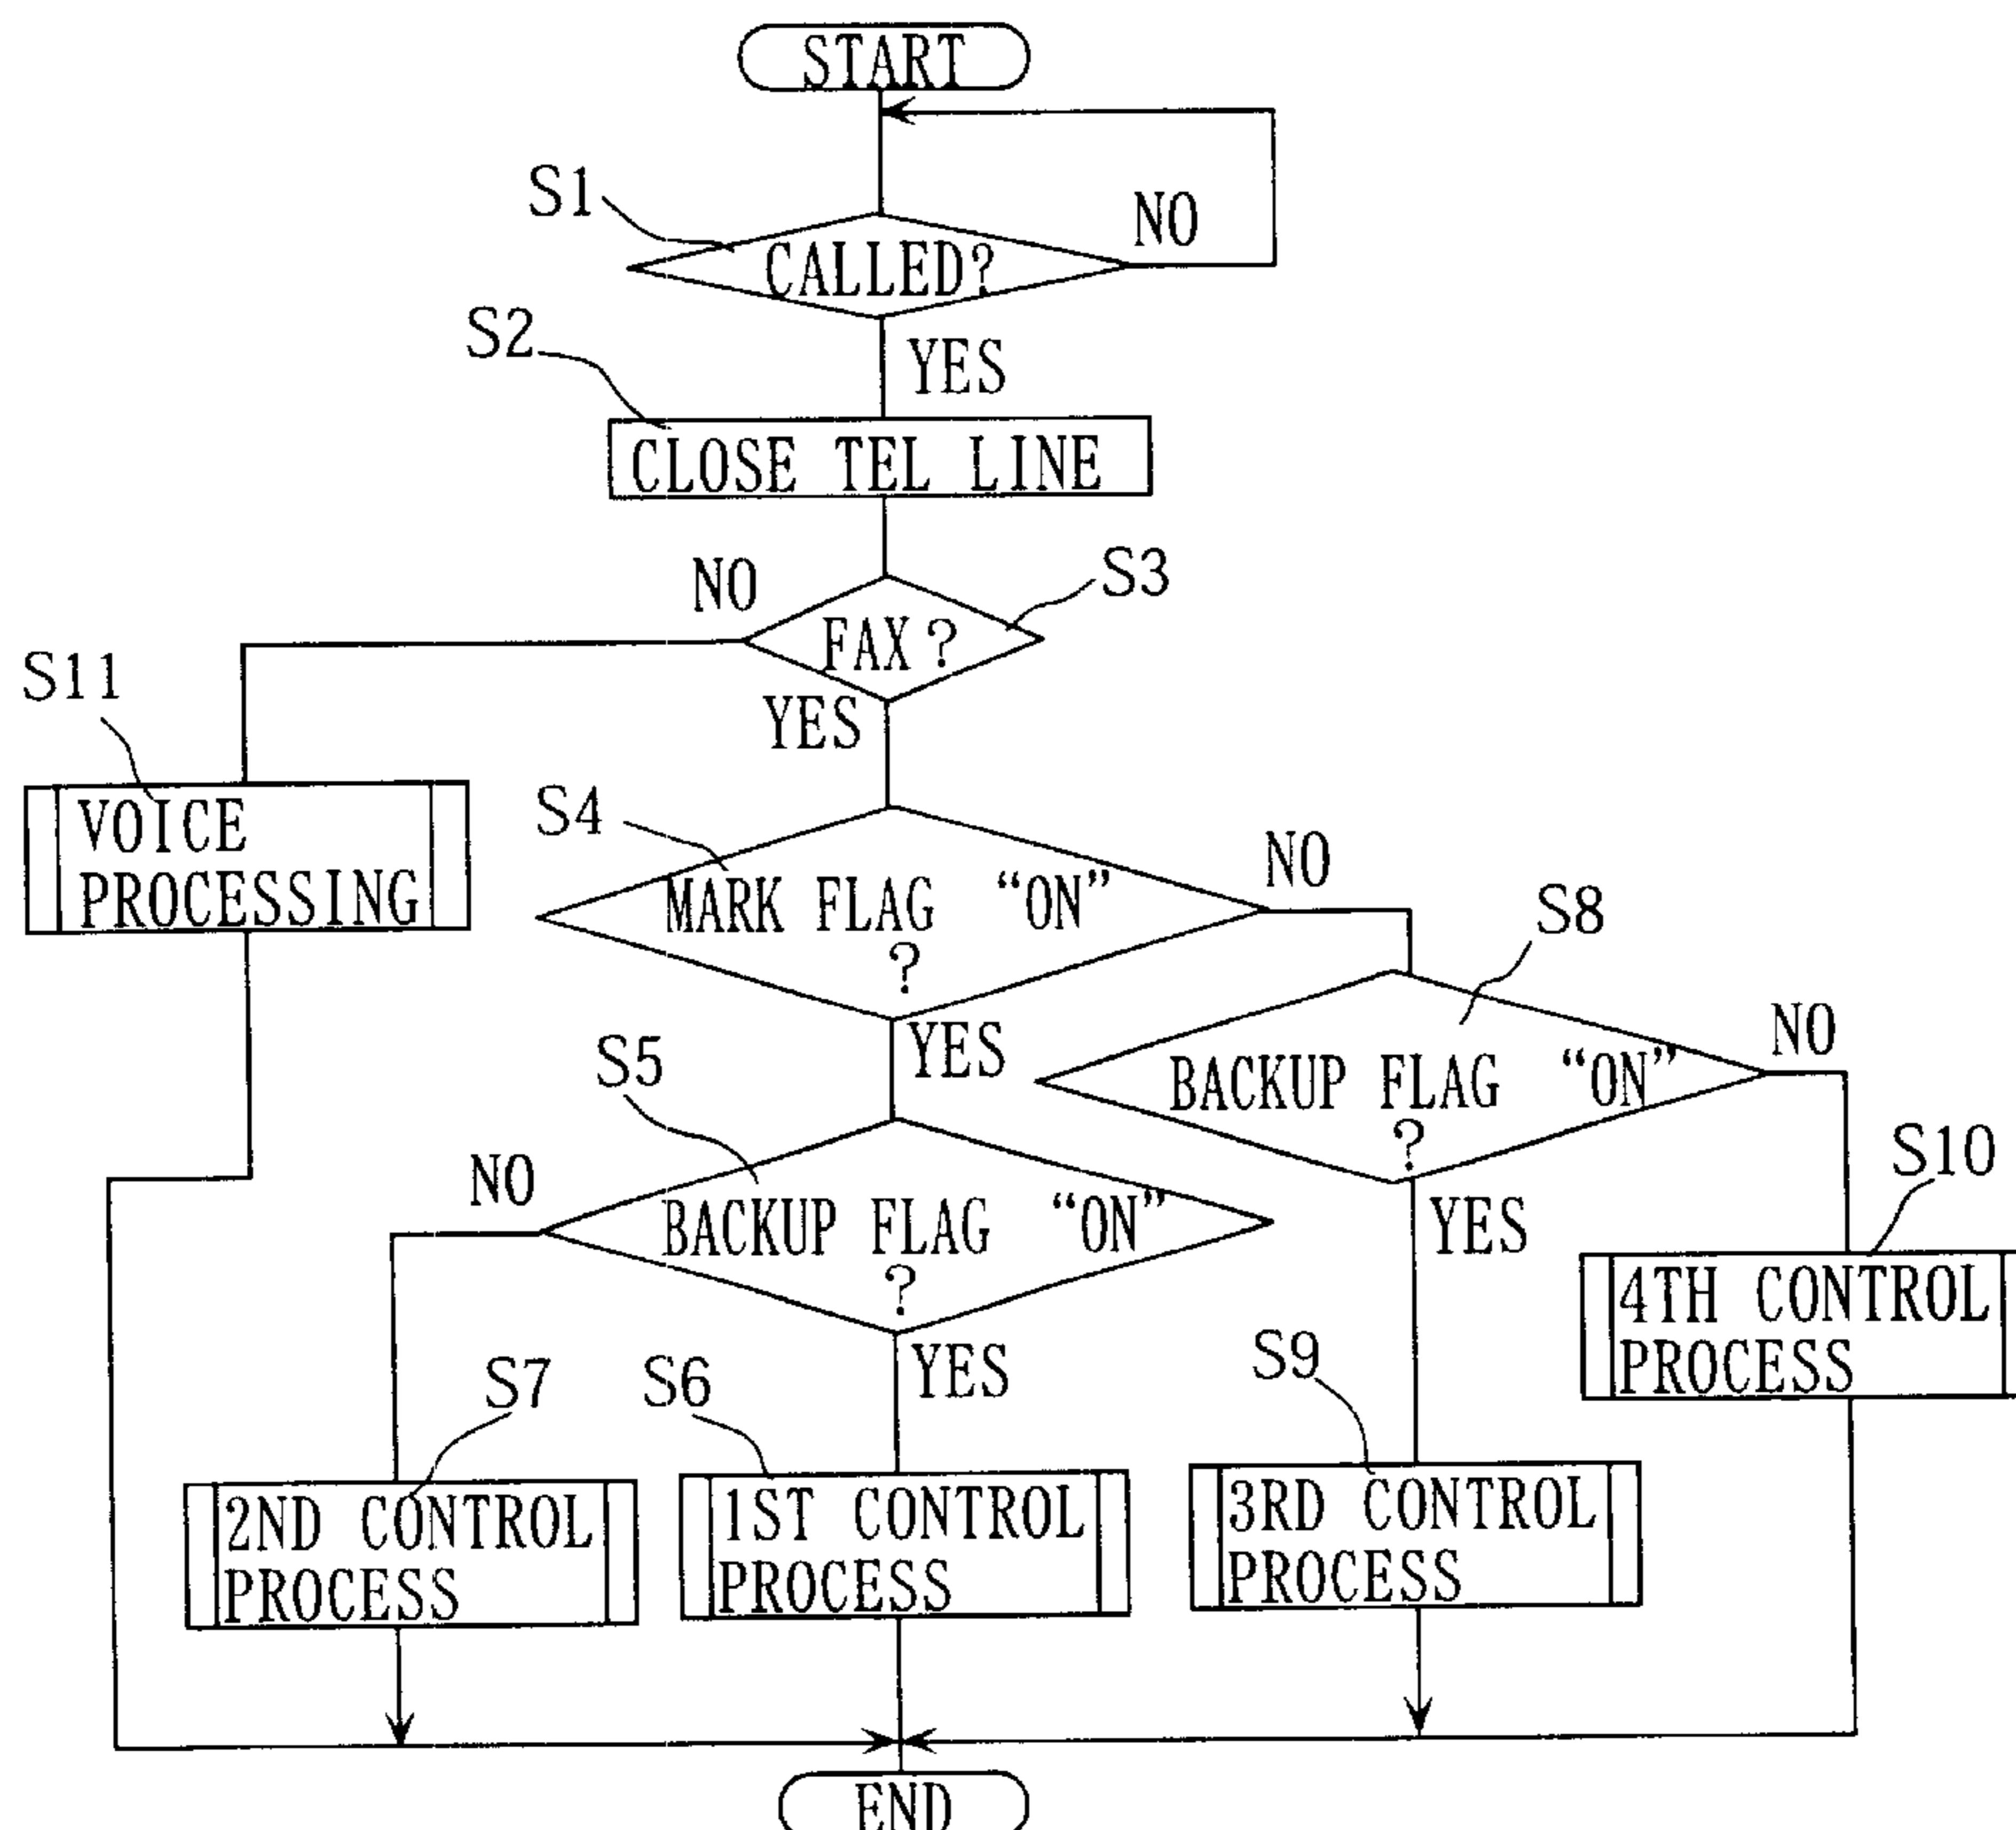 START
S1
CALLED?
NO
S2
YES
CLOSE TEL LINE
NO
S3
FAX?
YES
S11
VOICE
PROCESSING
S4
MARK FLAG “ON”
?
NO
S8
YES
BACKUP FLAG “ON”
?
NO
S5
NO
BACKUP FLAG “ON”
?
YES
S10
4TH CONTROL
PROCESS
YES
S7
S6
S9
2ND CONTROL
PROCESS
1ST CONTROL
PROCESS
3RD CONTROL
PROCESS
END